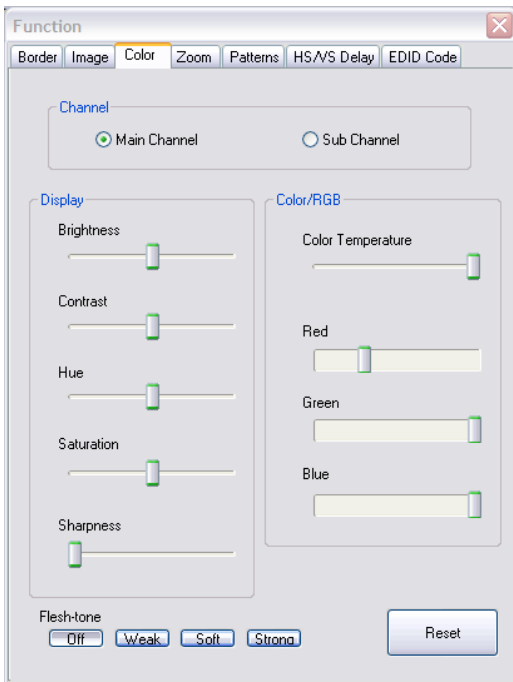 Function
Border Image Color Zoom Patterns HS/VS Delay EDID Code
Channel
Main Channel Sub Channel
Display
Brightness
Contrast
Hue
Saturation
Sharpness
Color/RGB
Color Temperature
Red
Green
Blue
Flesh-tone
Off Weak Soft Strong
Reset